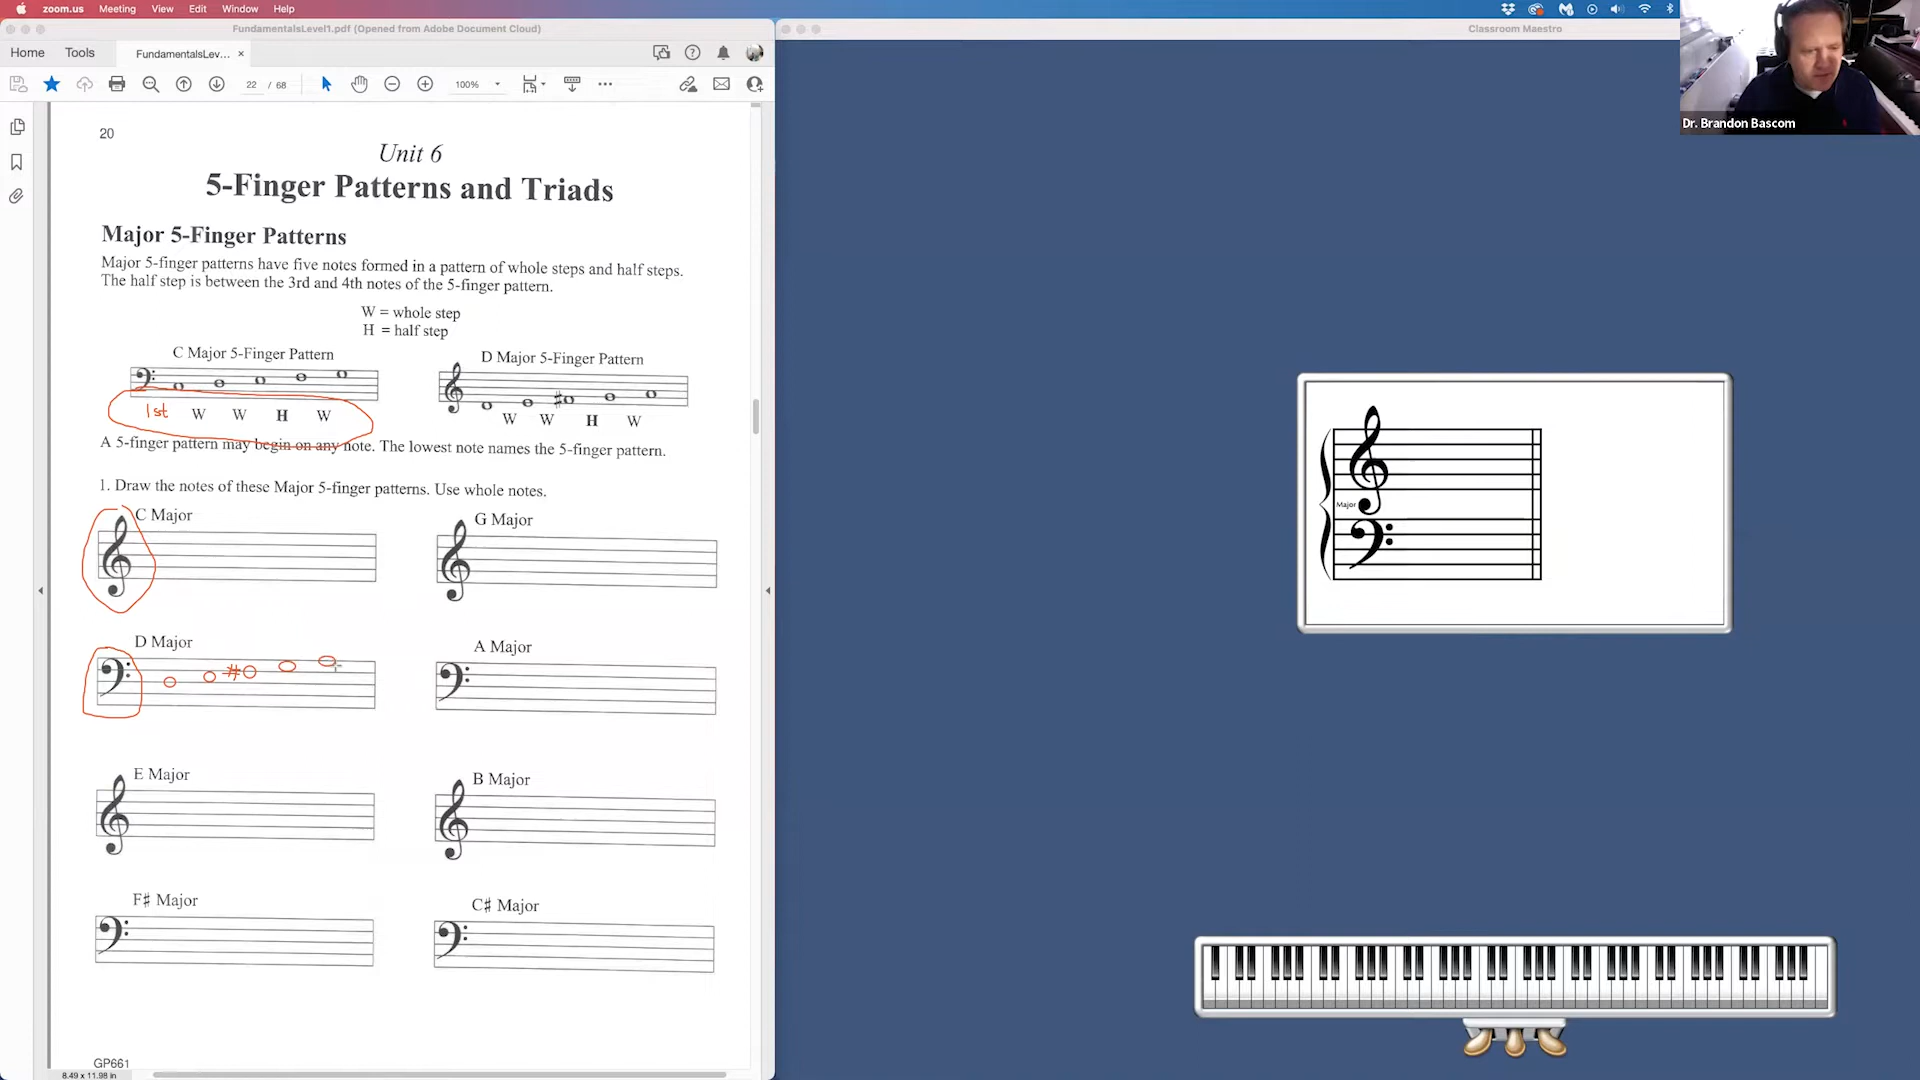 zoom.us Meeting View Edit Window Help
FundamentalsLevel1.pdf (Opened from Adobe Document Cloud)
Classroom Maestro
Home Tools FundamentalsLev... ×
22 / 68 100%
20
Unit 6
5-Finger Patterns and Triads
Major 5-Finger Patterns
Major 5-finger patterns have five notes formed in a pattern of whole steps and half steps.
The half step is between the 3rd and 4th notes of the 5-finger pattern.
W = whole step
H = half step
C Major 5-Finger Pattern
D Major 5-Finger Pattern
1st W W H W
W W H W
A 5-finger pattern may begin on any note. The lowest note names the 5-finger pattern.
1. Draw the notes of these Major 5-finger patterns. Use whole notes.
C Major
G Major
D Major
A Major
E Major
B Major
F♯ Major
C♯ Major
GP661
8.49 x 11.98 in
Major
Dr. Brandon Bascom